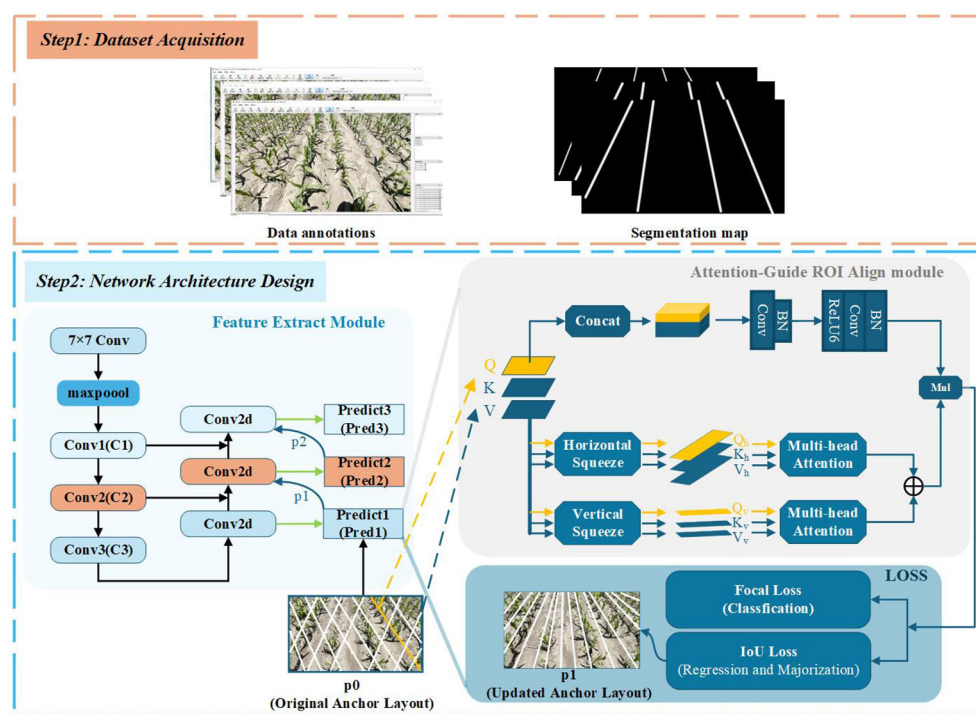 Step1: Dataset Acquisition
Data annotations
Segmentation map
Step2: Network Architecture Design
Feature Extract Module
7×7 Conv
maxpoool
Conv1(C1)
Conv2(C2)
Conv3(C3)
Conv2d
Conv2d
Conv2d
p2
p1
Predict3
(Pred3)
Predict2
(Pred2)
Predict1
(Pred1)
p0
(Original Anchor Layout)
Attention-Guide ROI Align module
Q
K
V
Concat
Conv
BN
ReLU6
Conv
BN
Mul
Horizontal
Squeeze
Qh
Kh
Vh
Multi-head
Attention
Vertical
Squeeze
Qv
Kv
Vv
Multi-head
Attention
LOSS
Focal Loss
(Classfication)
IoU Loss
(Regression and Majorization)
p1
(Updated Anchor Layout)